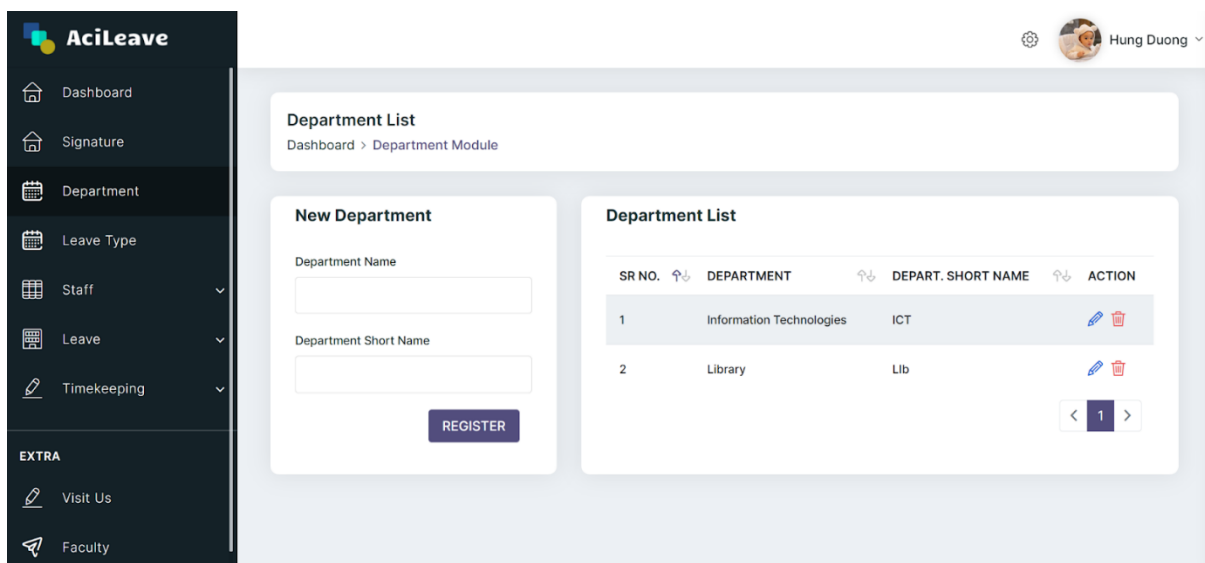 AciLeave
Hung Duong
Dashboard
Signature
Department
Leave Type
Staff
Leave
Timekeeping
EXTRA
Visit Us
Faculty
Department List
Dashboard > Department Module
New Department
Department Name
Department Short Name
REGISTER
Department List
SR NO. DEPARTMENT DEPART. SHORT NAME ACTION
1 Information Technologies ICT
2 Library LIb
< 1 >